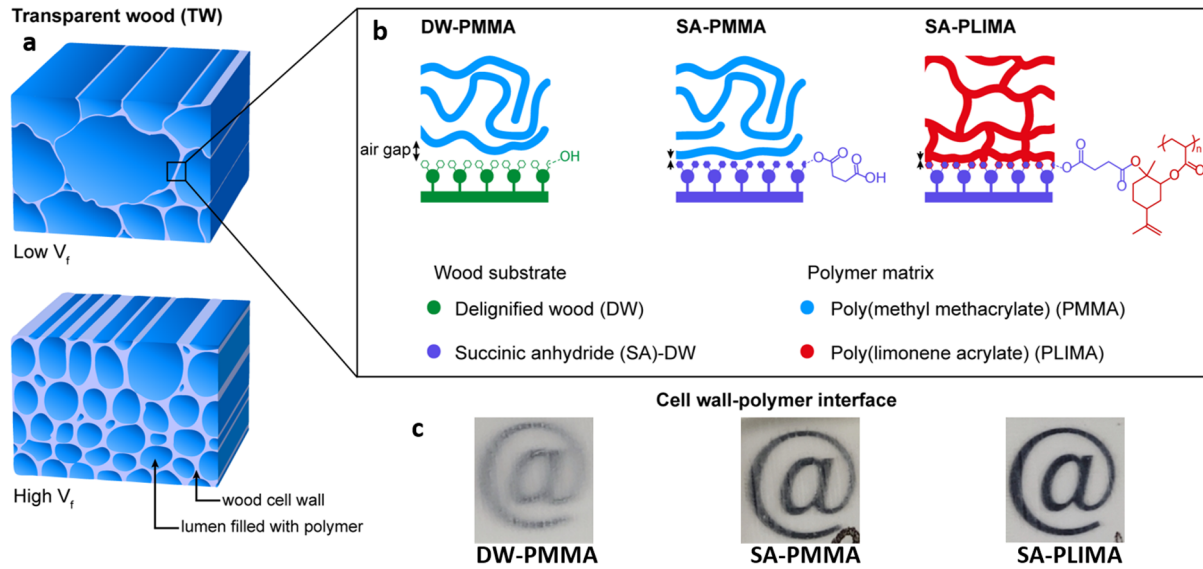 Transparent wood (TW)
a
Low Vf
High Vf
wood cell wall
lumen filled with polymer
b
DW-PMMA
SA-PMMA
SA-PLIMA
air gap
OH
O
O
O
OH
O
O
O
O
O
O
n
Wood substrate
Polymer matrix
Delignified wood (DW)
Poly(methyl methacrylate) (PMMA)
Succinic anhydride (SA)-DW
Poly(limonene acrylate) (PLIMA)
Cell wall-polymer interface
c
@
@
@
DW-PMMA
SA-PMMA
SA-PLIMA